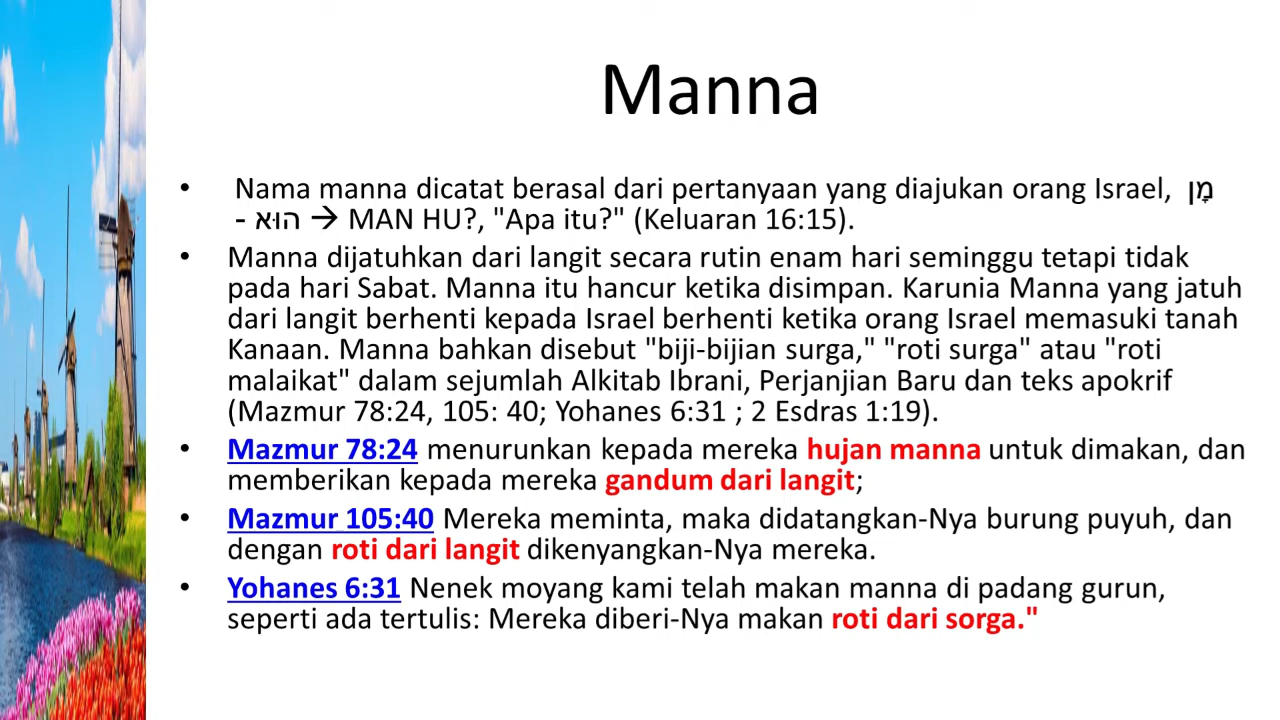 Manna
• Nama manna dicatat berasal dari pertanyaan yang diajukan orang Israel, מָן
- הוּא → MAN HU?, "Apa itu?" (Keluaran 16:15).
• Manna dijatuhkan dari langit secara rutin enam hari seminggu tetapi tidak
pada hari Sabat. Manna itu hancur ketika disimpan. Karunia Manna yang jatuh
dari langit berhenti kepada Israel berhenti ketika orang Israel memasuki tanah
Kanaan. Manna bahkan disebut "biji-bijian surga," "roti surga" atau "roti
malaikat" dalam sejumlah Alkitab Ibrani, Perjanjian Baru dan teks apokrif
(Mazmur 78:24, 105: 40; Yohanes 6:31 ; 2 Esdras 1:19).
• Mazmur 78:24 menurunkan kepada mereka hujan manna untuk dimakan, dan
memberikan kepada mereka gandum dari langit;
• Mazmur 105:40 Mereka meminta, maka didatangkan-Nya burung puyuh, dan
dengan roti dari langit dikenyangkan-Nya mereka.
• Yohanes 6:31 Nenek moyang kami telah makan manna di padang gurun,
seperti ada tertulis: Mereka diberi-Nya makan roti dari sorga."